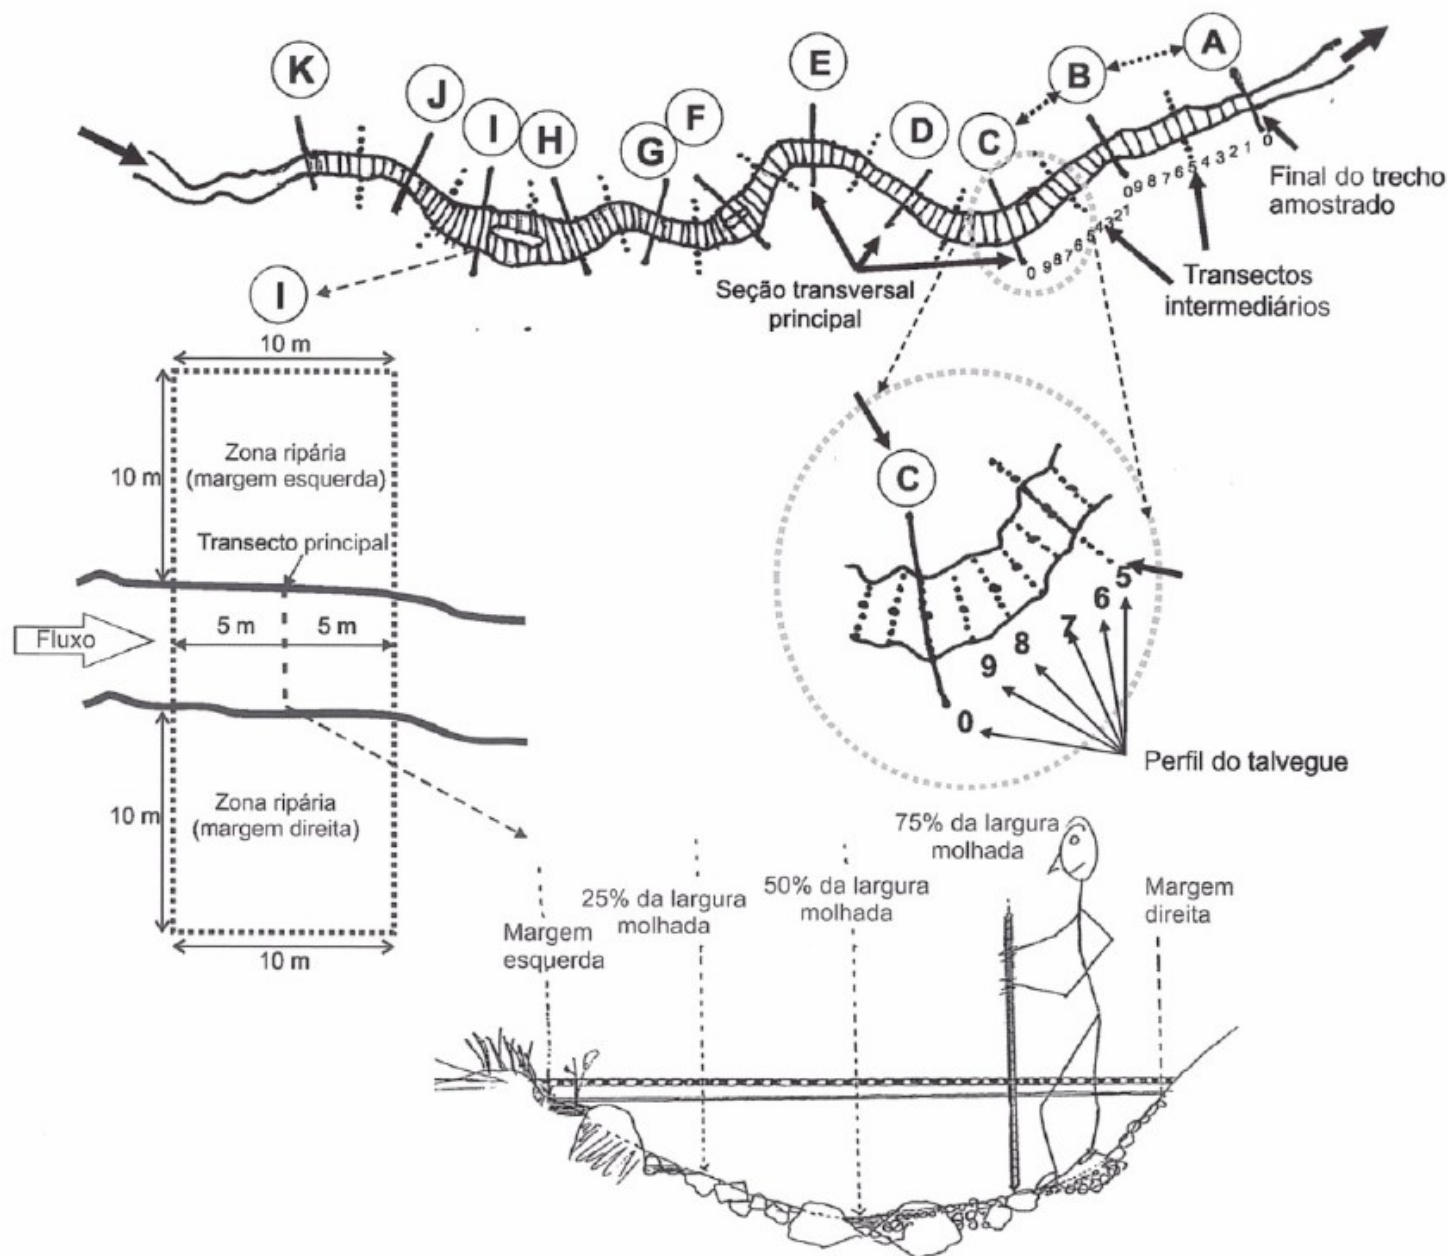 K
J
I
H
G
F
E
D
C
B
A
0 9 8 7 6 5 4 3 2 1 0
0 9 8 7 6 5 4 3 2 1
Final do trecho
amostrado
Seção transversal
principal
Transectos
intermediários
I
10 m
10 m
Zona ripária
(margem esquerda)
Transecto principal
Fluxo
5 m
5 m
10 m
Zona ripária
(margem direita)
10 m
C
5
6
7
8
9
0
Perfil do talvegue
Margem
esquerda
25% da largura
molhada
50% da largura
molhada
75% da largura
molhada
Margem
direita